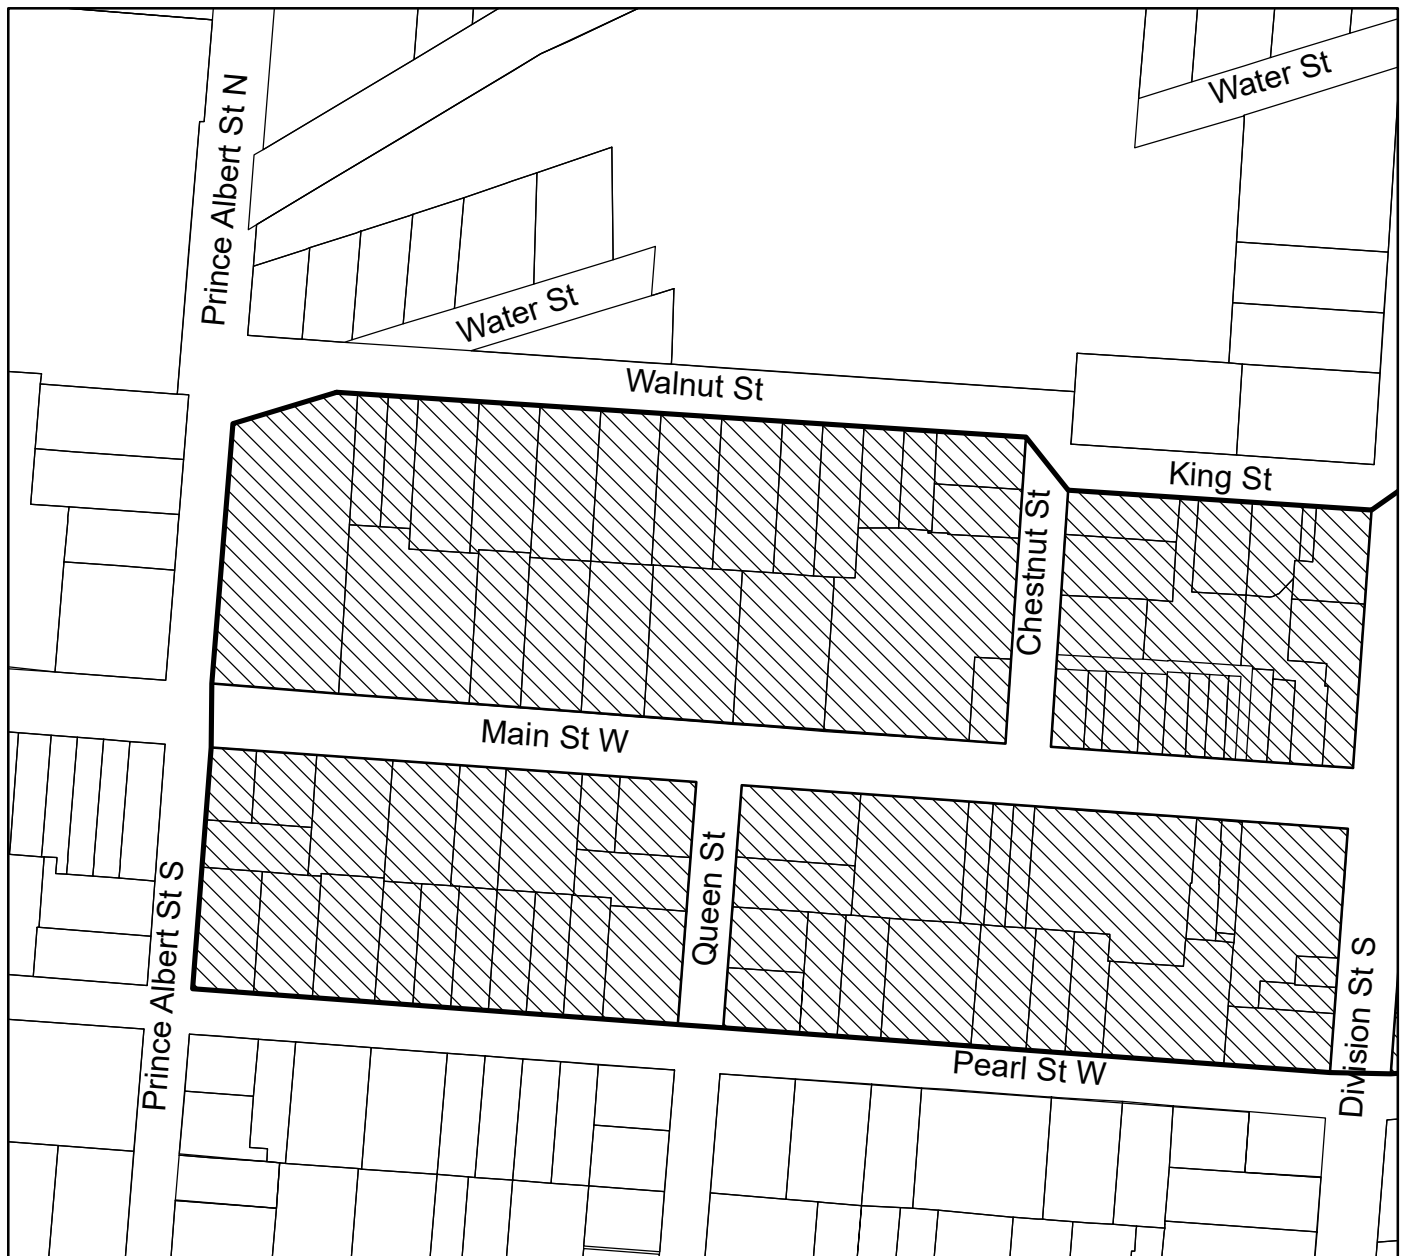 Water St
Prince Albert St N
Water St
Walnut St
King St
Chestnut St
Main St W
Queen St
Prince Albert St S
Division St S
Pearl St W